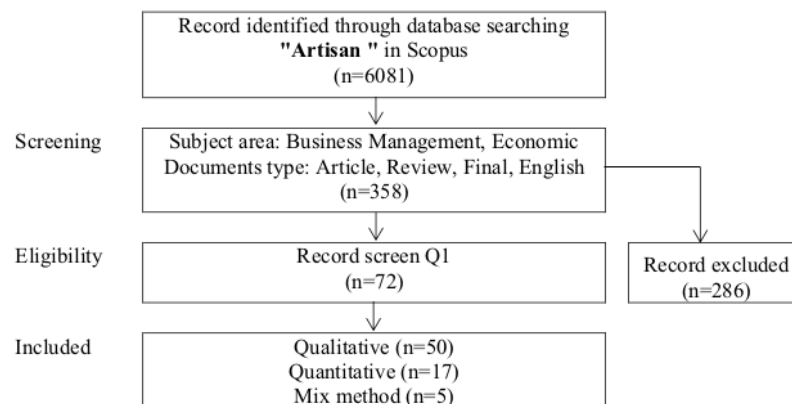 Record identified through database searching
"Artisan " in Scopus
(n=6081)
Screening
Subject area: Business Management, Economic
Documents type: Article, Review, Final, English
(n=358)
Eligibility
Record screen Q1
(n=72)
Record excluded
(n=286)
Included
Qualitative (n=50)
Quantitative (n=17)
Mix method (n=5)